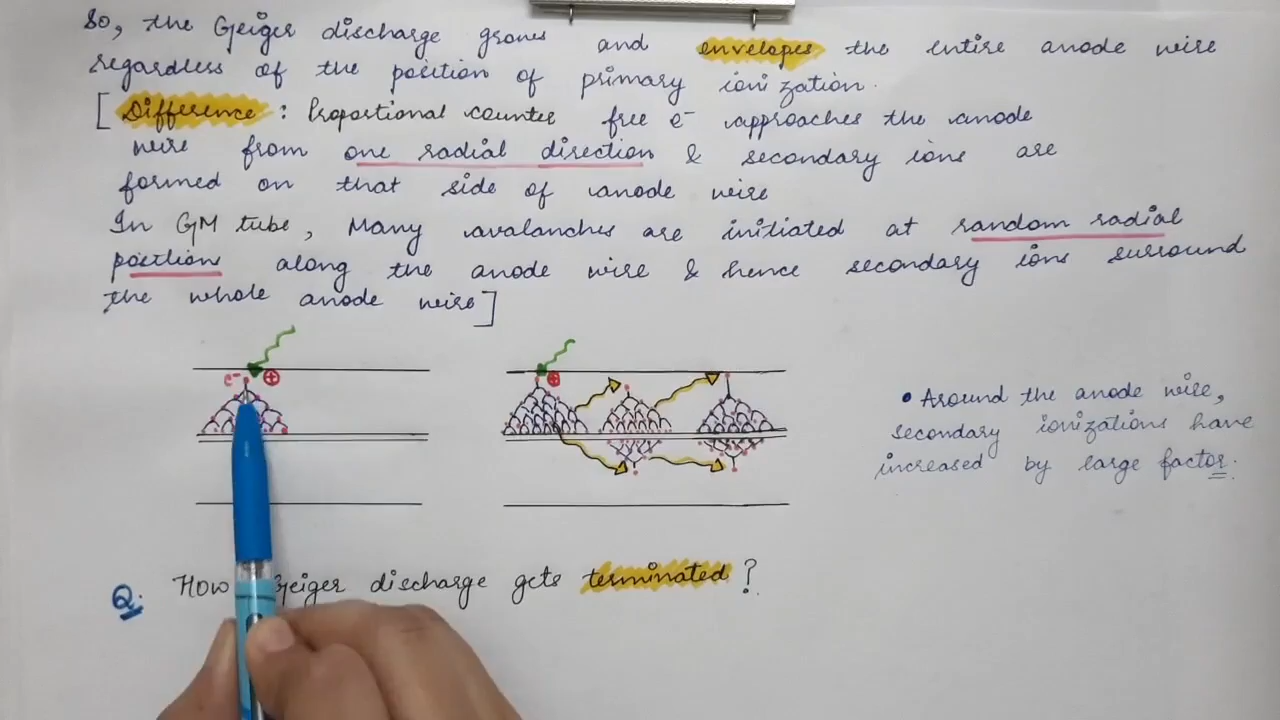 So, the Geiger discharge grows and envelopes the entire anode wire
regardless of the position of primary ionization.
[Difference : Proportional counter free e⁻ approaches the anode
wire from one radial direction & secondary ions are
formed on that side of anode wire
In GM tube, Many avalanches are initiated at random radial
position along the anode wire & hence secondary ions surround
the whole anode wire]
e⁻ ⊕
⊕
• Around the anode wire,
secondary ionizations have
increased by large factor.
Q. How Geiger discharge gets terminated ?